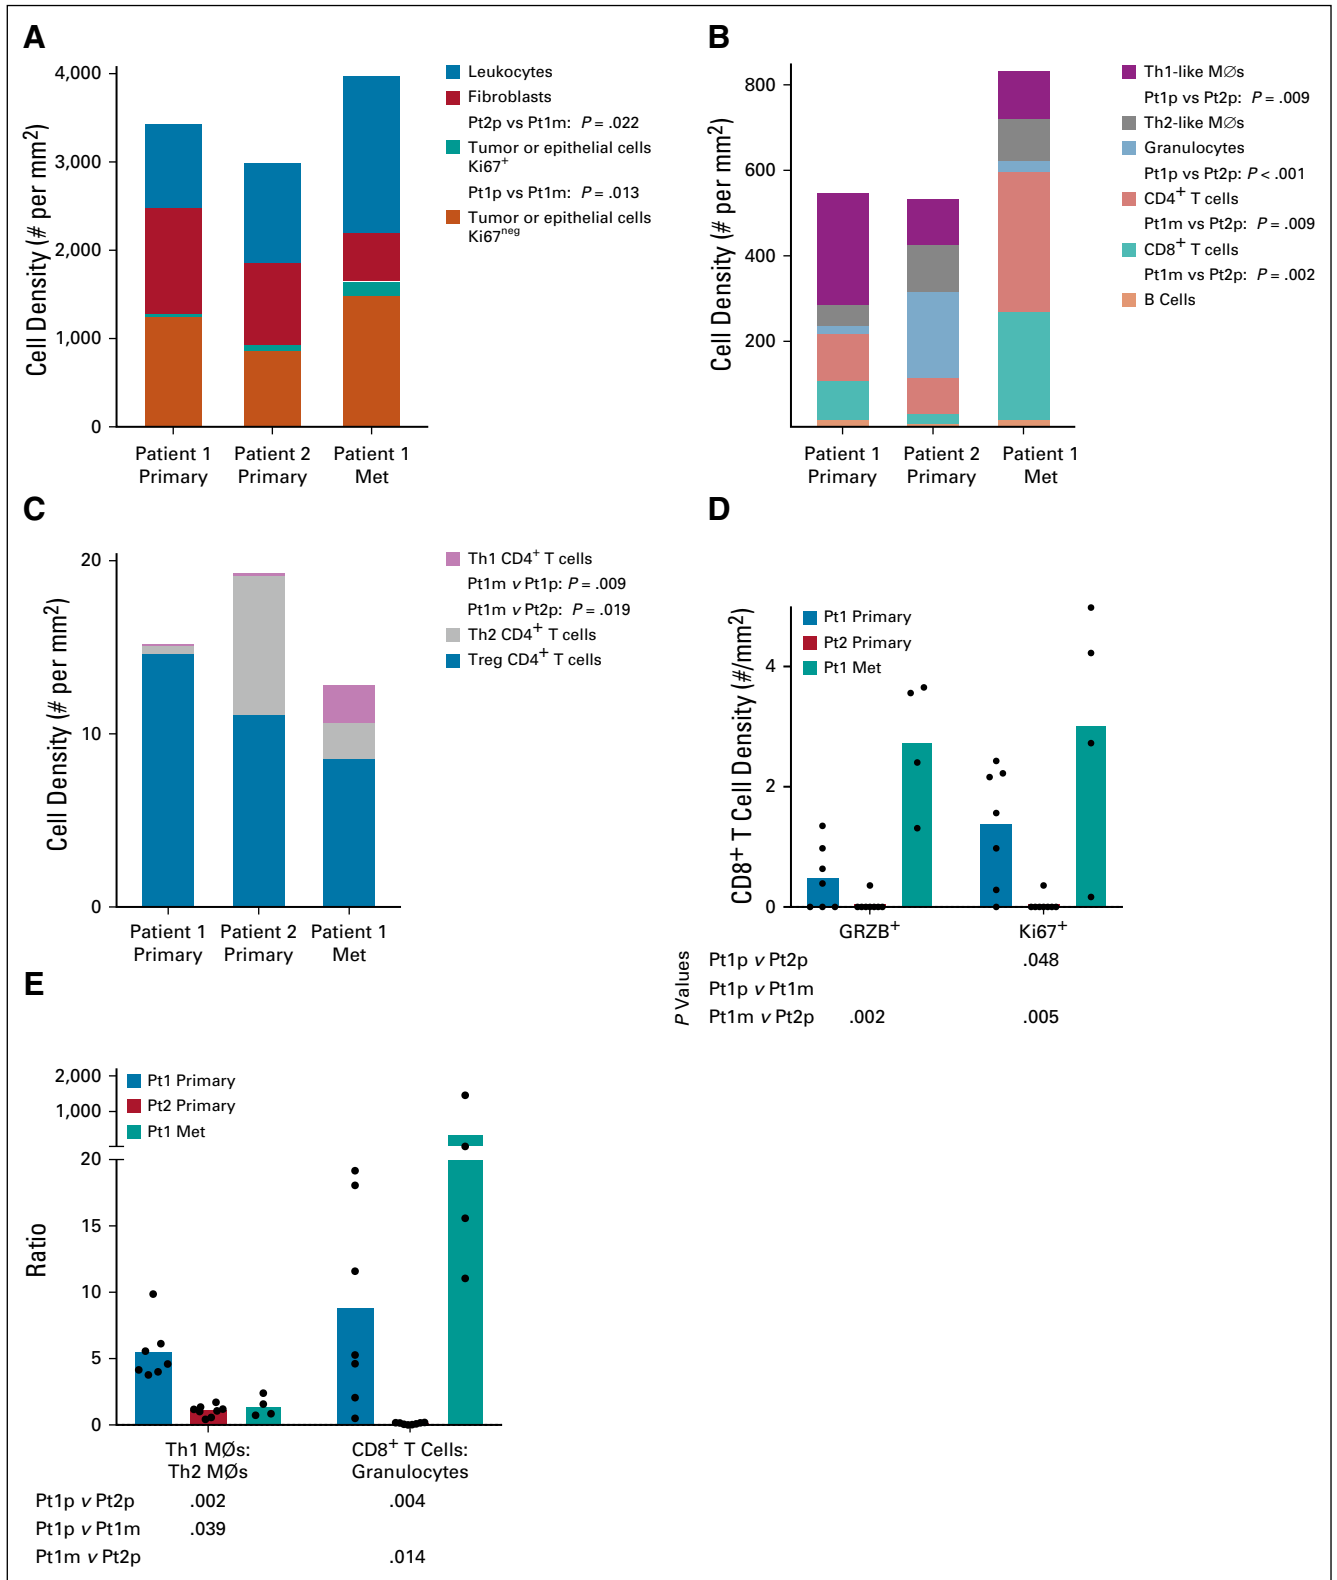 A
Cell Density (# per mm²)
4,000
3,000
2,000
1,000
0
Patient 1 Primary
Patient 2 Primary
Patient 1 Met
Leukocytes
Fibroblasts
Pt2p vs Pt1m: P = .022
Tumor or epithelial cells
Ki67⁺
Pt1p vs Pt1m: P = .013
Tumor or epithelial cells
Ki67ⁿᵉᵍ
B
Cell Density (# per mm²)
800
600
400
200
Patient 1 Primary
Patient 2 Primary
Patient 1 Met
Th1-like MØs
Pt1p vs Pt2p: P = .009
Th2-like MØs
Granulocytes
Pt1p vs Pt2p: P < .001
CD4⁺ T cells
Pt1m vs Pt2p: P = .009
CD8⁺ T cells
Pt1m vs Pt2p: P = .002
B Cells
C
Cell Density (# per mm²)
20
10
0
Patient 1 Primary
Patient 2 Primary
Patient 1 Met
Th1 CD4⁺ T cells
Pt1m v Pt1p: P = .009
Pt1m v Pt2p: P = .019
Th2 CD4⁺ T cells
Treg CD4⁺ T cells
D
CD8⁺ T Cell Density (#/mm²)
4
2
0
Pt1 Primary
Pt2 Primary
Pt1 Met
GRZB⁺ Ki67⁺
P Values
Pt1p v Pt2p .048
Pt1p v Pt1m
Pt1m v Pt2p .002 .005
E
Ratio
2,000
1,000
20
15
10
5
0
Pt1 Primary
Pt2 Primary
Pt1 Met
Th1 MØs: CD8⁺ T Cells:
Th2 MØs Granulocytes
Pt1p v Pt2p .002 .004
Pt1p v Pt1m .039
Pt1m v Pt2p .014